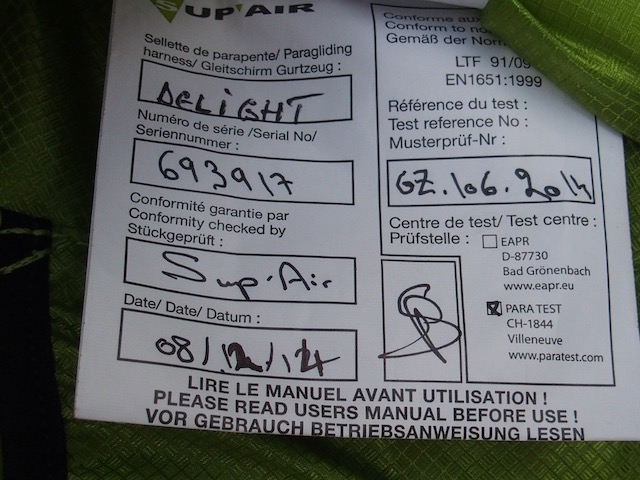 SUP'AIR
Sellette de parapente/ Paragliding
harness/ Gleitschirm Gurtzeug :
DELIGHT
Numéro de série /Serial No/
Seriennummer :
693917
Conformité garantie par
Conformity checked by
Stückgeprüft :
Sup'Air
Date/ Date/ Datum :
08/12/14
Conforme aux
Conform to
Gemäß der
LTF 91/09
EN1651:1999
Référence du test :
Test reference No :
Musterprüf-Nr :
GZ.106.2014
Centre de test/ Test centre :
Prüfstelle :
EAPR
D-87730
Bad Grönenbach
www.eapr.eu
PARA TEST
CH-1844
Villeneuve
www.paratest.com
LIRE LE MANUEL AVANT UTILISATION !
PLEASE READ USERS MANUAL BEFORE USE !
VOR GEBRAUCH BETRIEBSANWEISUNG LESEN